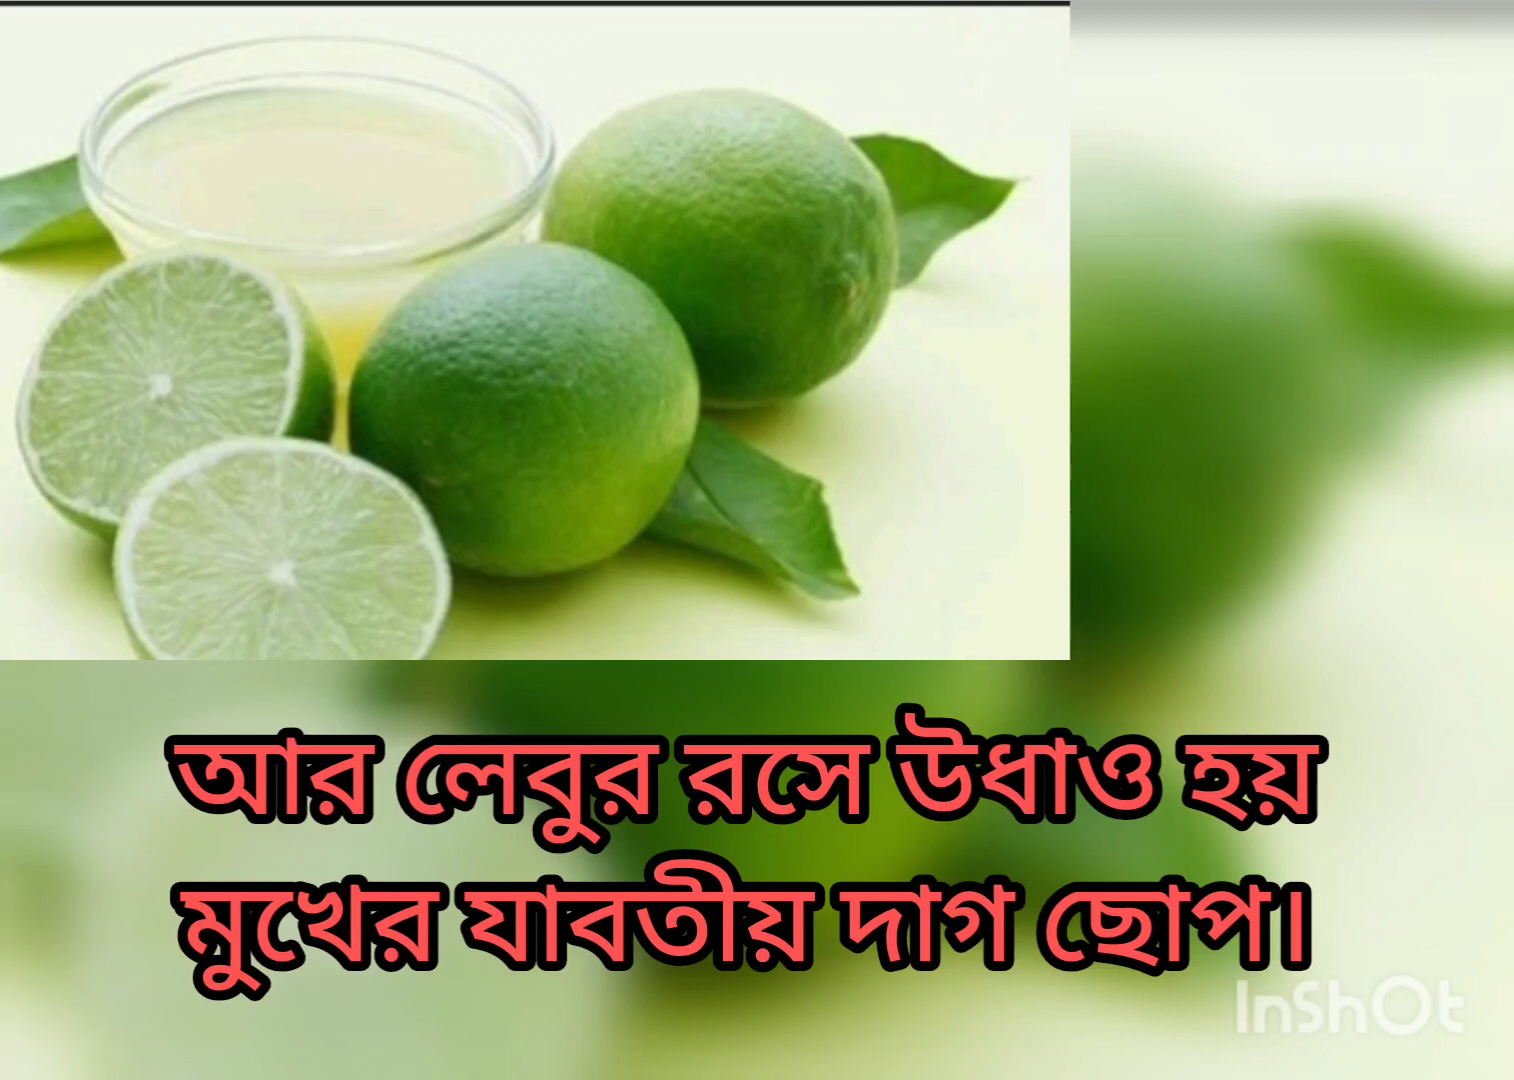 আর লেবুর রসে উধাও হয়
মুখের যাবতীয় দাগ ছোপ।
InShOt